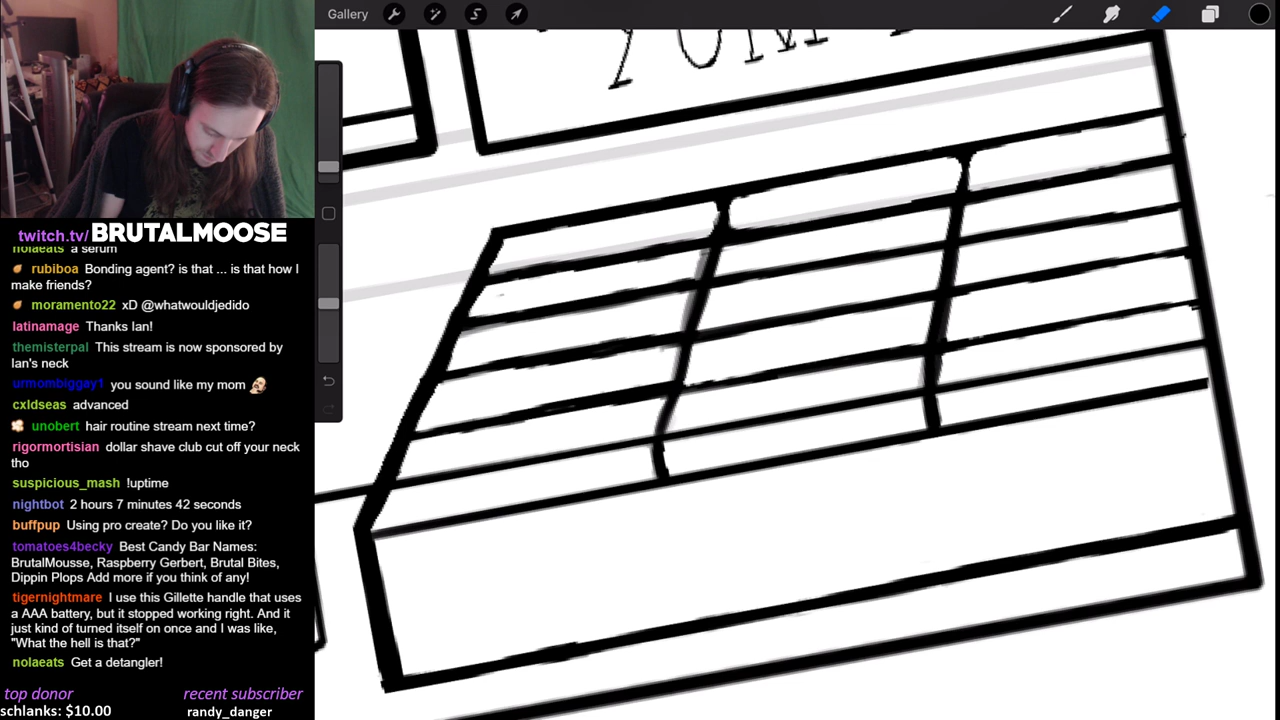 Gallery
twitch.tv/BRUTALMOOSE
nolaeats a serum
rubiboa Bonding agent? is that ... is that how I
make friends?
moramento22 xD @whatwouldjedido
latinamage Thanks Ian!
themisterpal This stream is now sponsored by
Ian's neck
urmombiggay1 you sound like my mom
cxldseas advanced
unobert hair routine stream next time?
rigormortisian dollar shave club cut off your neck
tho
suspicious_mash !uptime
nightbot 2 hours 7 minutes 42 seconds
buffpup Using pro create? Do you like it?
tomatoes4becky Best Candy Bar Names:
BrutalMousse, Raspberry Gerbert, Brutal Bites,
Dippin Plops Add more if you think of any!
tigernightmare I use this Gillette handle that uses
a AAA battery, but it stopped working right. And it
just kind of turned itself on once and I was like,
"What the hell is that?"
nolaeats Get a detangler!
top donor recent subscriber
schlanks: $10.00 randy_danger